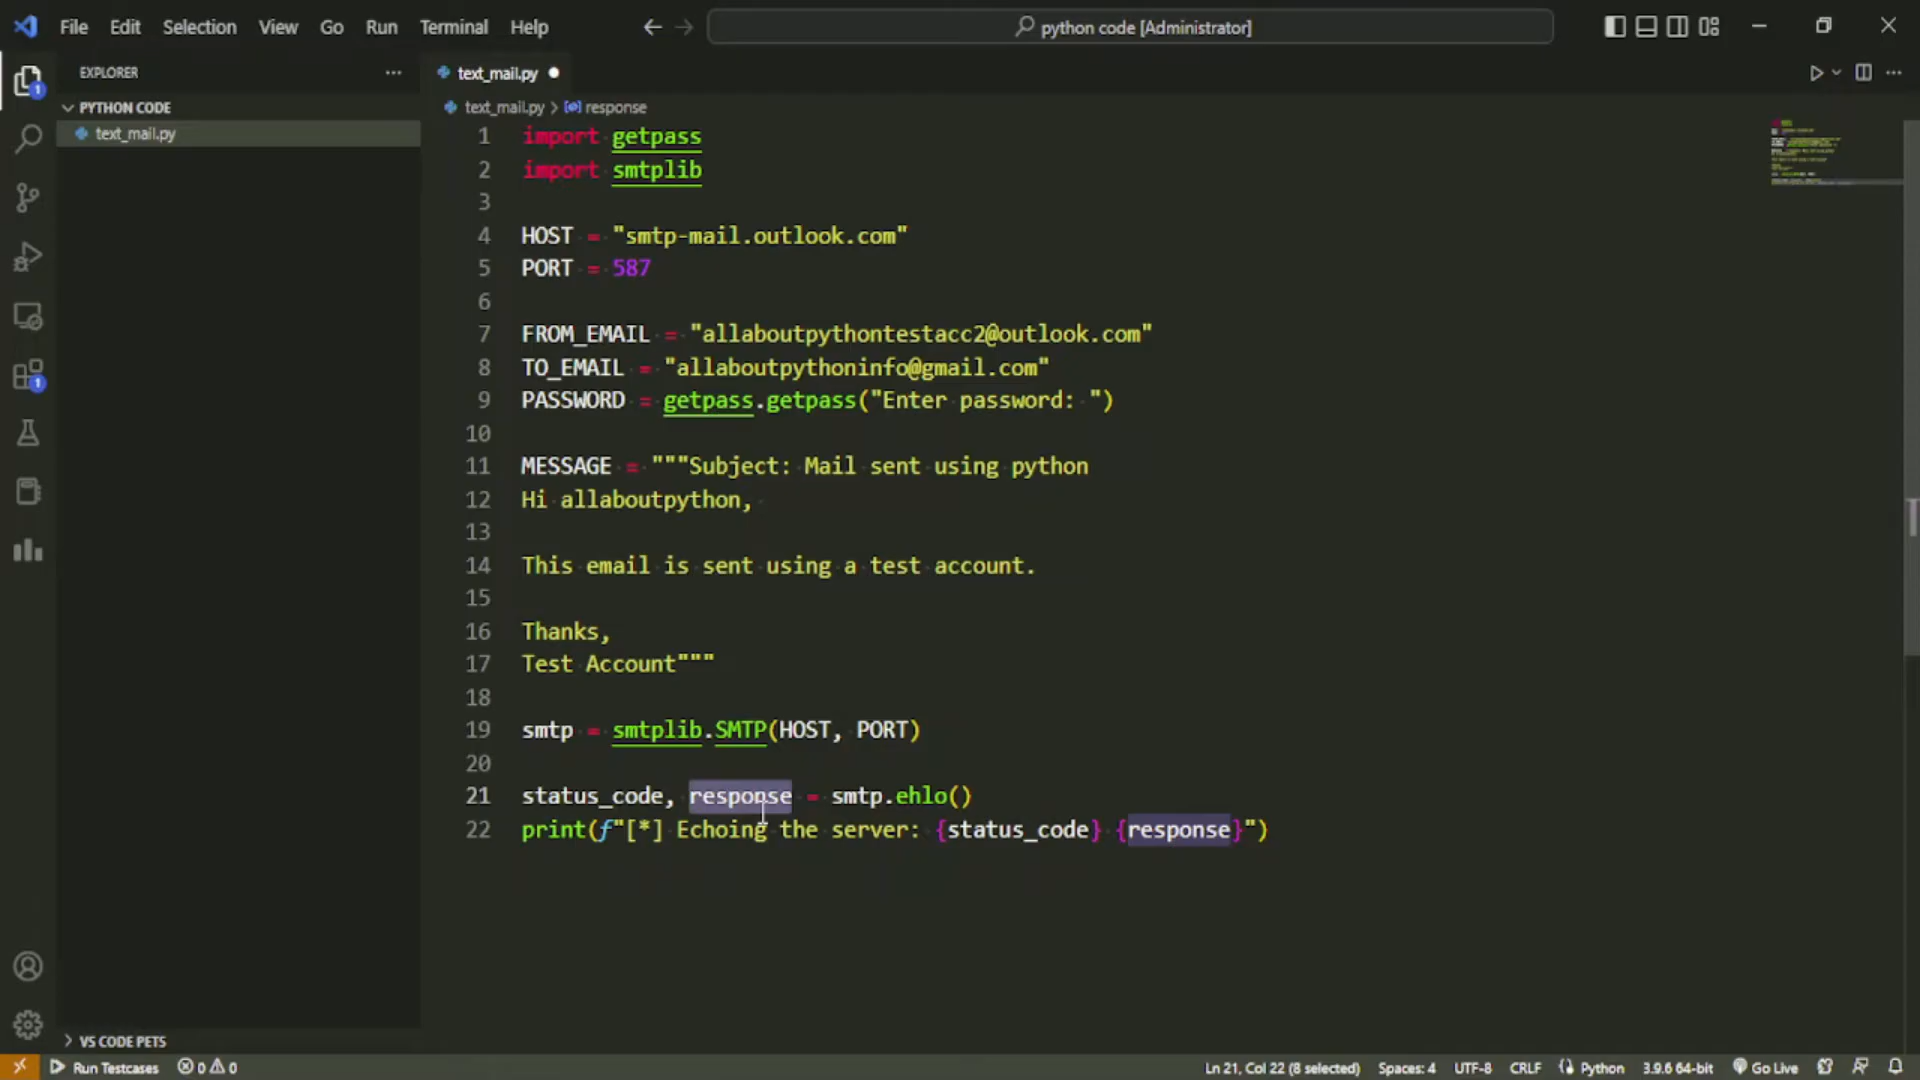 File Edit Selection View Go Run Terminal Help
python code [Administrator]
EXPLORER
text_mail.py
PYTHON CODE
text_mail.py > response
text_mail.py
1 import getpass
2 import smtplib
3
4 HOST = "smtp-mail.outlook.com"
5 PORT = 587
6
7 FROM_EMAIL = "allaboutpythontestacc2@outlook.com"
8 TO_EMAIL = "allaboutpythoninfo@gmail.com"
9 PASSWORD = getpass.getpass("Enter password: ")
10
11 MESSAGE = """Subject: Mail sent using python
12 Hi allaboutpython,
13
14 This email is sent using a test account.
15
16 Thanks,
17 Test Account"""
18
19 smtp = smtplib.SMTP(HOST, PORT)
20
21 status_code, response = smtp.ehlo()
22 print(f"[*] Echoing the server: {status_code} {response}")
1
1
VS CODE PETS
Run Testcases 0 0 Ln 21, Col 22 (8 selected) Spaces: 4 UTF-8 CRLF Python 3.9.6 64-bit Go Live